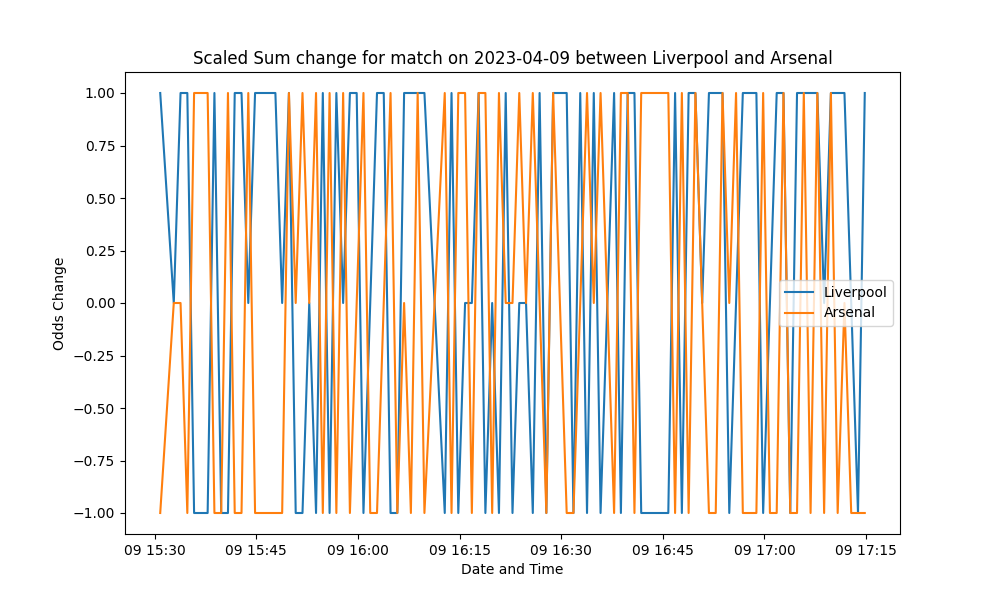 Scaled Sum change for match on 2023-04-09 between Liverpool and Arsenal
1.00
0.75
0.50
0.25
0.00
−0.25
−0.50
−0.75
−1.00
Odds Change
Liverpool
Arsenal
09 15:30 09 15:45 09 16:00 09 16:15 09 16:30 09 16:45 09 17:00 09 17:15
Date and Time